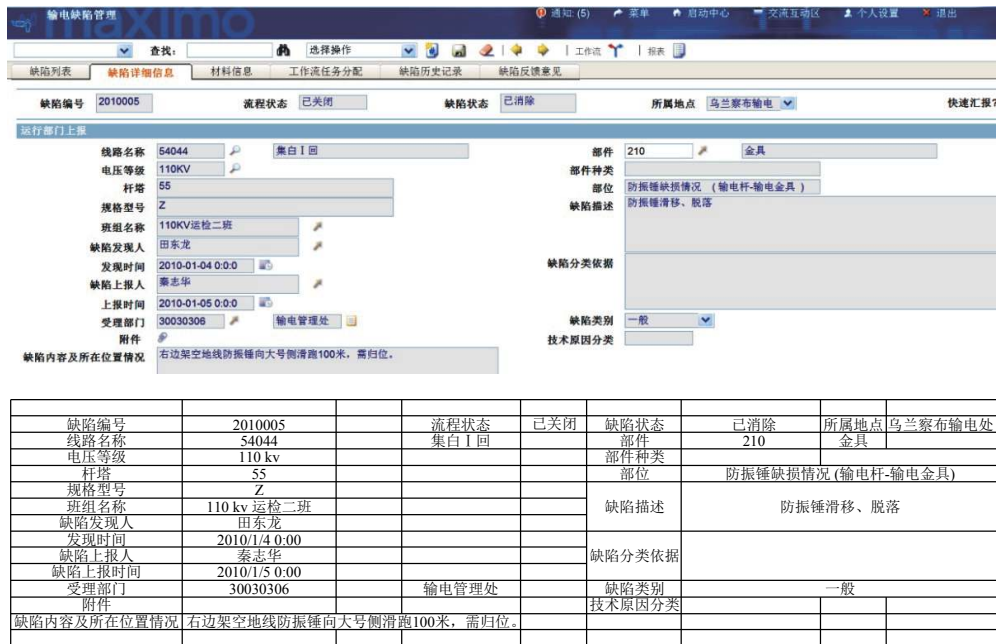 输电缺陷管理 通知: (5) 菜单 启动中心 交流互动区 个人设置 退出
maximo
查找: 选择操作 工作流 报表
缺陷列表 缺陷详细信息 材料信息 工作流任务分配 缺陷历史记录 缺陷反馈意见
缺陷编号 2010005 流程状态 已关闭 缺陷状态 已消除 所属地点 乌兰察布输电 快速汇报?
运行部门上报
线路名称 54044 集白Ⅰ回 部件 210 金具
电压等级 110KV 部件种类
杆塔 55 部位 防振锤缺损情况 (输电杆-输电金具 )
规格型号 Z 缺陷描述 防振锤滑移、脱落
班组名称 110KV运检二班
缺陷发现人 田东龙
发现时间 2010-01-04 0:0:0 缺陷分类依据
缺陷上报人 秦志华
上报时间 2010-01-05 0:0:0
受理部门 30030306 输电管理处 缺陷类别 一般
附件 技术原因分类
缺陷内容及所在位置情况 右边架空地线防振锤向大号侧滑跑100米，需归位。
缺陷编号 2010005 流程状态 已关闭 缺陷状态 已消除 所属地点 乌兰察布输电处
线路名称 54044 集白Ⅰ回 部件 210 金具
电压等级 110 kv 部件种类
杆塔 55 部位 防振锤缺损情况 (输电杆-输电金具)
规格型号 Z
班组名称 110 kv 运检二班 缺陷描述 防振锤滑移、脱落
缺陷发现人 田东龙
发现时间 2010/1/4 0:00
缺陷上报人 秦志华 缺陷分类依据
缺陷上报时间 2010/1/5 0:00
受理部门 30030306 输电管理处 缺陷类别 一般
附件 技术原因分类
缺陷内容及所在位置情况 右边架空地线防振锤向大号侧滑跑100米，需归位。